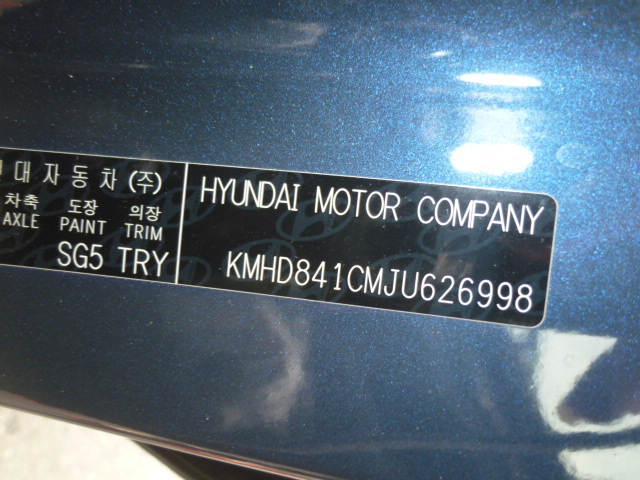 대자동차 (주)
차축 도장 의장
AXLE PAINT TRIM
SG5 TRY
HYUNDAI MOTOR COMPANY
KMHD841CMJU626998